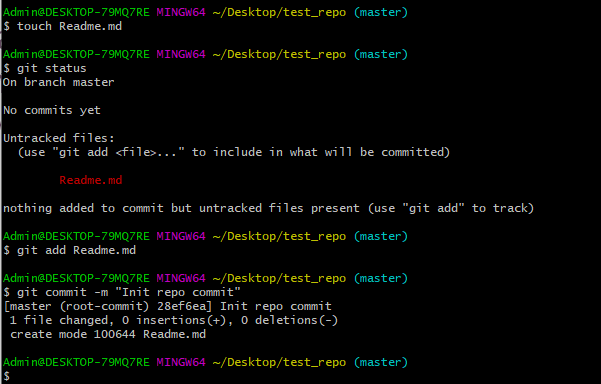 Admin@DESKTOP-79MQ7RE MINGW64 ~/Desktop/test_repo (master)
$ touch Readme.md
Admin@DESKTOP-79MQ7RE MINGW64 ~/Desktop/test_repo (master)
$ git status
On branch master
No commits yet
Untracked files:
  (use "git add <file>..." to include in what will be committed)
        Readme.md
nothing added to commit but untracked files present (use "git add" to track)
Admin@DESKTOP-79MQ7RE MINGW64 ~/Desktop/test_repo (master)
$ git add Readme.md
Admin@DESKTOP-79MQ7RE MINGW64 ~/Desktop/test_repo (master)
$ git commit -m "Init repo commit"
[master (root-commit) 28ef6ea] Init repo commit
 1 file changed, 0 insertions(+), 0 deletions(-)
 create mode 100644 Readme.md
Admin@DESKTOP-79MQ7RE MINGW64 ~/Desktop/test_repo (master)
$